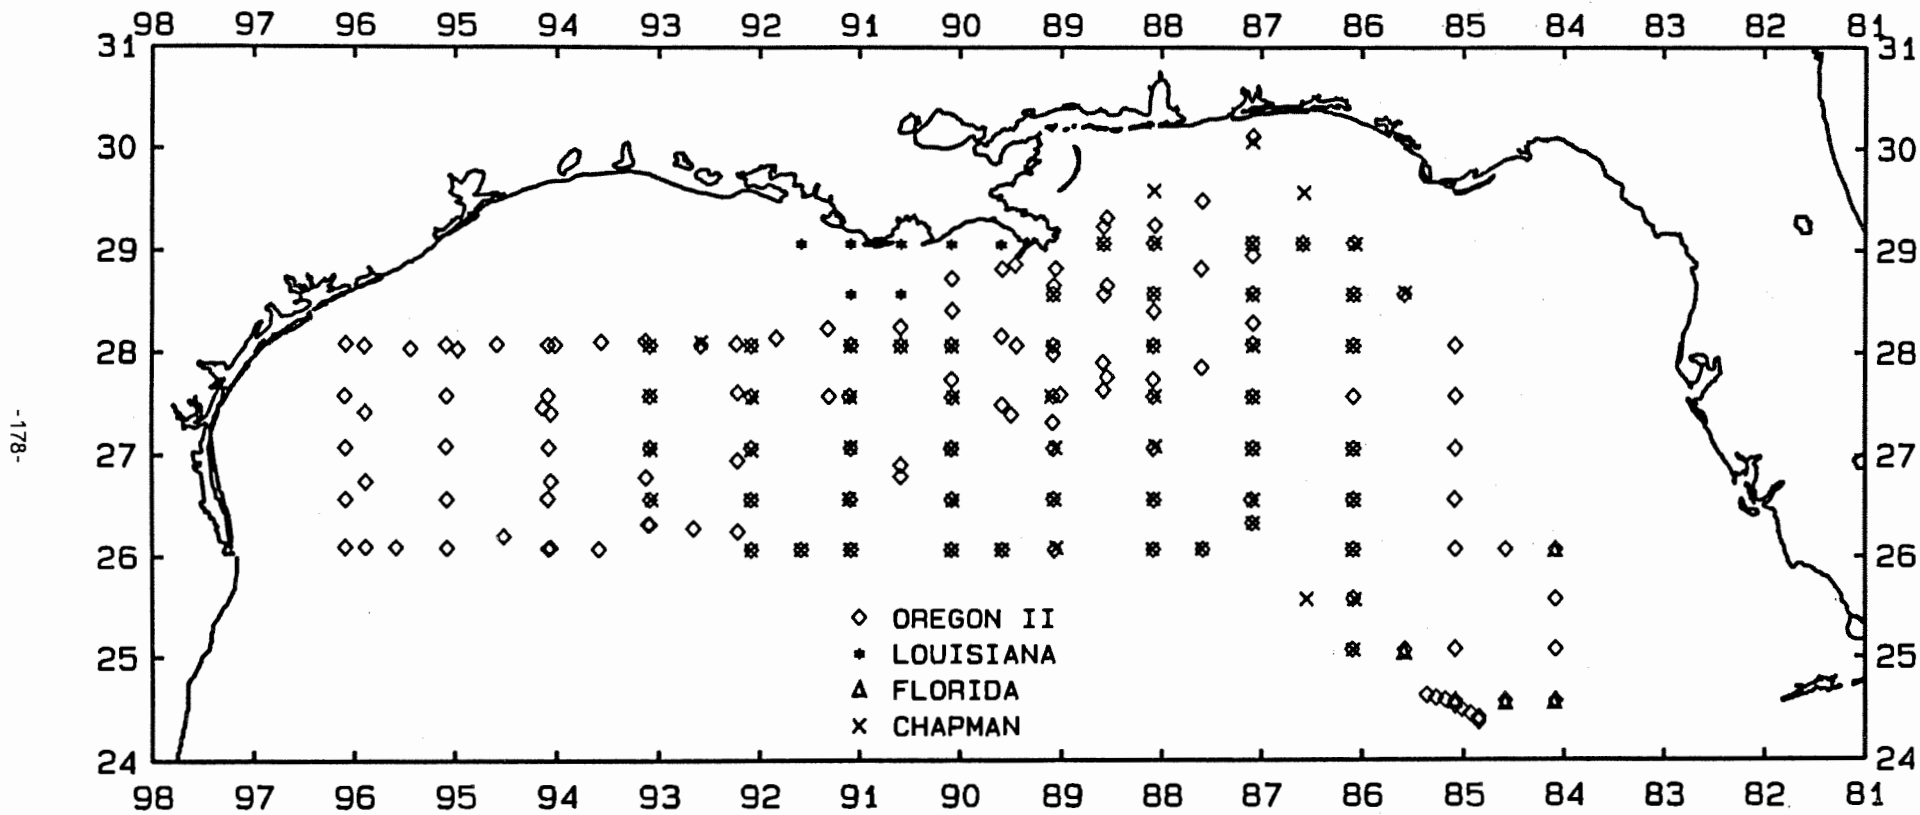 98 97 96 95 94 93 92 91 90 89 88 87 86 85 84 83 82 81
31 31
30 30
29 29
28 28
27 27
26 26
OREGON II
LOUISIANA
25 25
FLORIDA
CHAPMAN
24 24
98 97 96 95 94 93 92 91 90 89 88 87 86 85 84 83 82 81
-178-